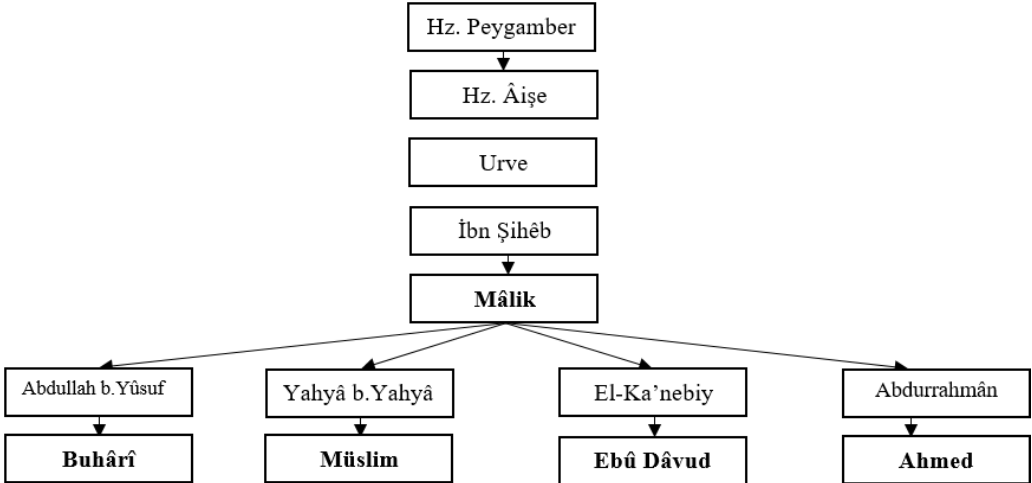 Hz. Peygamber
Hz. Âişe
Urve
İbn Şihêb
Mâlik
Abdullah b.Yûsuf
Yahyâ b.Yahyâ
El-Ka’nebiy
Abdurrahmân
Buhârî
Müslim
Ebû Dâvud
Ahmed